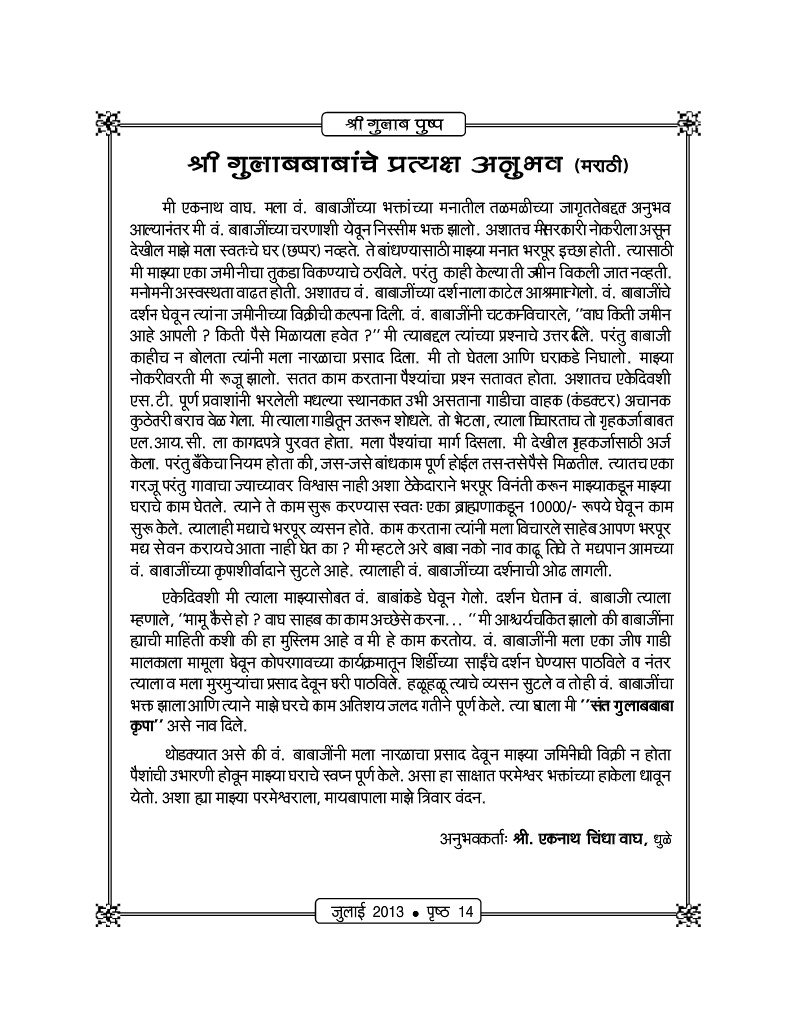 श्री गुलाब पुष्प
श्री गुलाबबाबांचे प्रत्यक्ष अनुभव (मराठी)
मी एकनाथ वाघ. मला वं. बाबाजींच्या भक्तांच्या मनातील तळमळीच्या जागृततेबद्दल अनुभव
आल्यानंतर मी वं. बाबाजींच्या चरणाशी येवून निस्सीम भक्त झालो. अशातच मी सरकारी नोकरीला असून
देखील माझे मला स्वतःचे घर (छप्पर) नव्हते. ते बांधण्यासाठी माझ्या मनात भरपूर इच्छा होती. त्यासाठी
मी माझ्या एका जमीनीचा तुकडा विकण्याचे ठरविले. परंतु काही केल्या ती जमीन विकली जात नव्हती.
मनोमनी अस्वस्थता वाढत होती. अशातच वं. बाबाजींच्या दर्शनाला काटेल आश्रमात गेलो. वं. बाबाजींचे
दर्शन घेवून त्यांना जमीनीच्या विक्रीची कल्पना दिली. वं. बाबाजींनी चटकन विचारले, ''वाघ किती जमीन
आहे आपली ? किती पैसे मिळायला हवेत ?'' मी त्याबद्दल त्यांच्या प्रश्नाचे उत्तर दिले. परंतु बाबाजी
काहीच न बोलता त्यांनी मला नारळाचा प्रसाद दिला. मी तो घेतला आणि घराकडे निघालो. माझ्या
नोकरीवरती मी रूजू झालो. सतत काम करताना पैश्यांचा प्रश्न सतावत होता. अशातच एकेदिवशी
एस.टी. पूर्ण प्रवाशांनी भरलेली मधल्या स्थानकात उभी असताना गाडीचा वाहक (कंडक्टर) अचानक
कुठेतरी बराच वेळ गेला. मी त्याला गाडीतून उतरून शोधले. तो भेटला, त्याला विचारताच तो गृहकर्जाबाबत
एल.आय.सी. ला कागदपत्रे पुरवत होता. मला पैश्यांचा मार्ग दिसला. मी देखील गृहकर्जासाठी अर्ज
केला. परंतु बँकेचा नियम होता की, जस-जसे बांधकाम पूर्ण होईल तस-तसे पैसे मिळतील. त्यातच एका
गरजू परंतु गावाचा ज्याच्यावर विश्वास नाही अशा ठेकेदाराने भरपूर विनंती करून माझ्याकडून माझ्या
घराचे काम घेतले. त्याने ते काम सुरू करण्यास स्वतः एका ब्राह्मणाकडून 10000/- रूपये घेवून काम
सुरू केले. त्यालाही मद्याचे भरपूर व्यसन होते. काम करताना त्यांनी मला विचारले साहेब आपण भरपूर
मद्य सेवन करायचे आता नाही घेत का ? मी म्हटले अरे बाबा नको नाव काढू तिचे ते मद्यपान आमच्या
वं. बाबाजींच्या कृपाशीर्वादाने सुटले आहे. त्यालाही वं. बाबाजींच्या दर्शनाची ओढ लागली.
एकेदिवशी मी त्याला माझ्यासोबत वं. बाबांकडे घेवून गेलो. दर्शन घेताना वं. बाबाजी त्याला
म्हणाले, ''मामू कैसे हो ? वाघ साहब का काम अच्छेसे करना... '' मी आश्चर्यचकित झालो की बाबाजींना
ह्याची माहिती कशी की हा मुस्लिम आहे व मी हे काम करतोय. वं. बाबाजींनी मला एका जीप गाडी
मालकाला मामूला घेवून कोपरगावच्या कार्यक्रमातून शिर्डीच्या साईंचे दर्शन घेण्यास पाठविले व नंतर
त्याला व मला मुरमुऱ्यांचा प्रसाद देवून घरी पाठविले. हळूहळू त्याचे व्यसन सुटले व तोही वं. बाबाजींचा
भक्त झाला आणि त्याने माझे घरचे काम अतिशय जलद गतीने पूर्ण केले. त्या घराला मी ''संत गुलाबबाबा
कृपा'' असे नाव दिले.
थोडक्यात असे की वं. बाबाजींनी मला नारळाचा प्रसाद देवून माझ्या जमिनीची विक्री न होता
पैशांची उभारणी होवून माझ्या घराचे स्वप्न पूर्ण केले. असा हा साक्षात परमेश्वर भक्तांच्या हाकेला धावून
येतो. अशा ह्या माझ्या परमेश्वराला, मायबापाला माझे त्रिवार वंदन.
अनुभवकर्ताः श्री. एकनाथ चिंधा वाघ, धुळे
जुलाई 2013 ● पृष्ठ 14